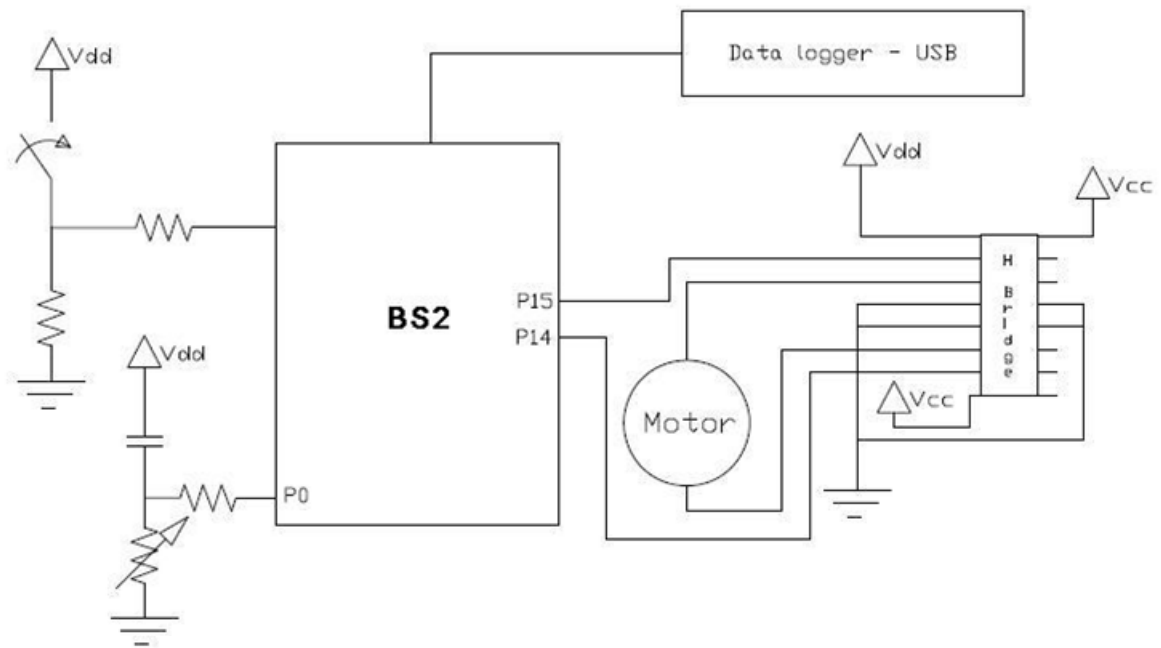 Data logger - USB
Vdd
Vdd
Vcc
H Bridge
P15
BS2
P14
Vdd
Vcc
Motor
P0